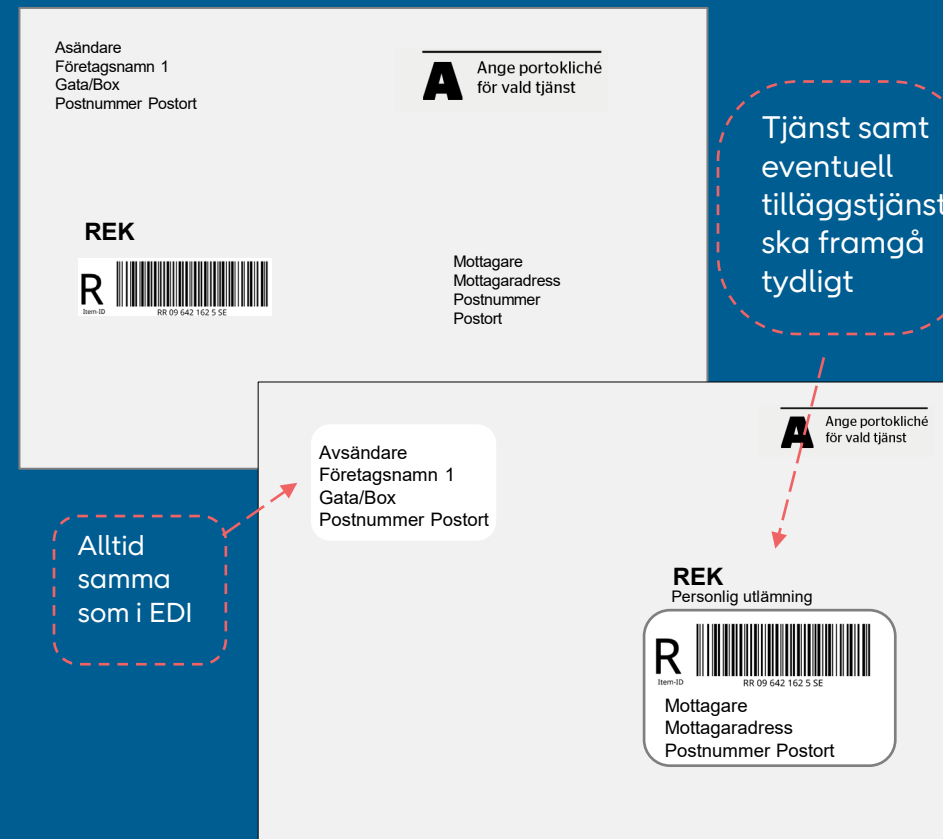 Asändare
Företagsnamn 1
Gata/Box
Postnummer Postort
A
Ange portokliché
för vald tjänst
REK
R
Item-ID
RR 09 642 162 5 SE
Mottagare
Mottagaradress
Postnummer
Postort
Tjänst samt
eventuell
tilläggstjänst
ska framgå
tydligt
Alltid
samma
som i EDI
Avsändare
Företagsnamn 1
Gata/Box
Postnummer Postort
A
Ange portokliché
för vald tjänst
REK
Personlig utlämning
R
Item-ID
RR 09 642 162 5 SE
Mottagare
Mottagaradress
Postnummer Postort